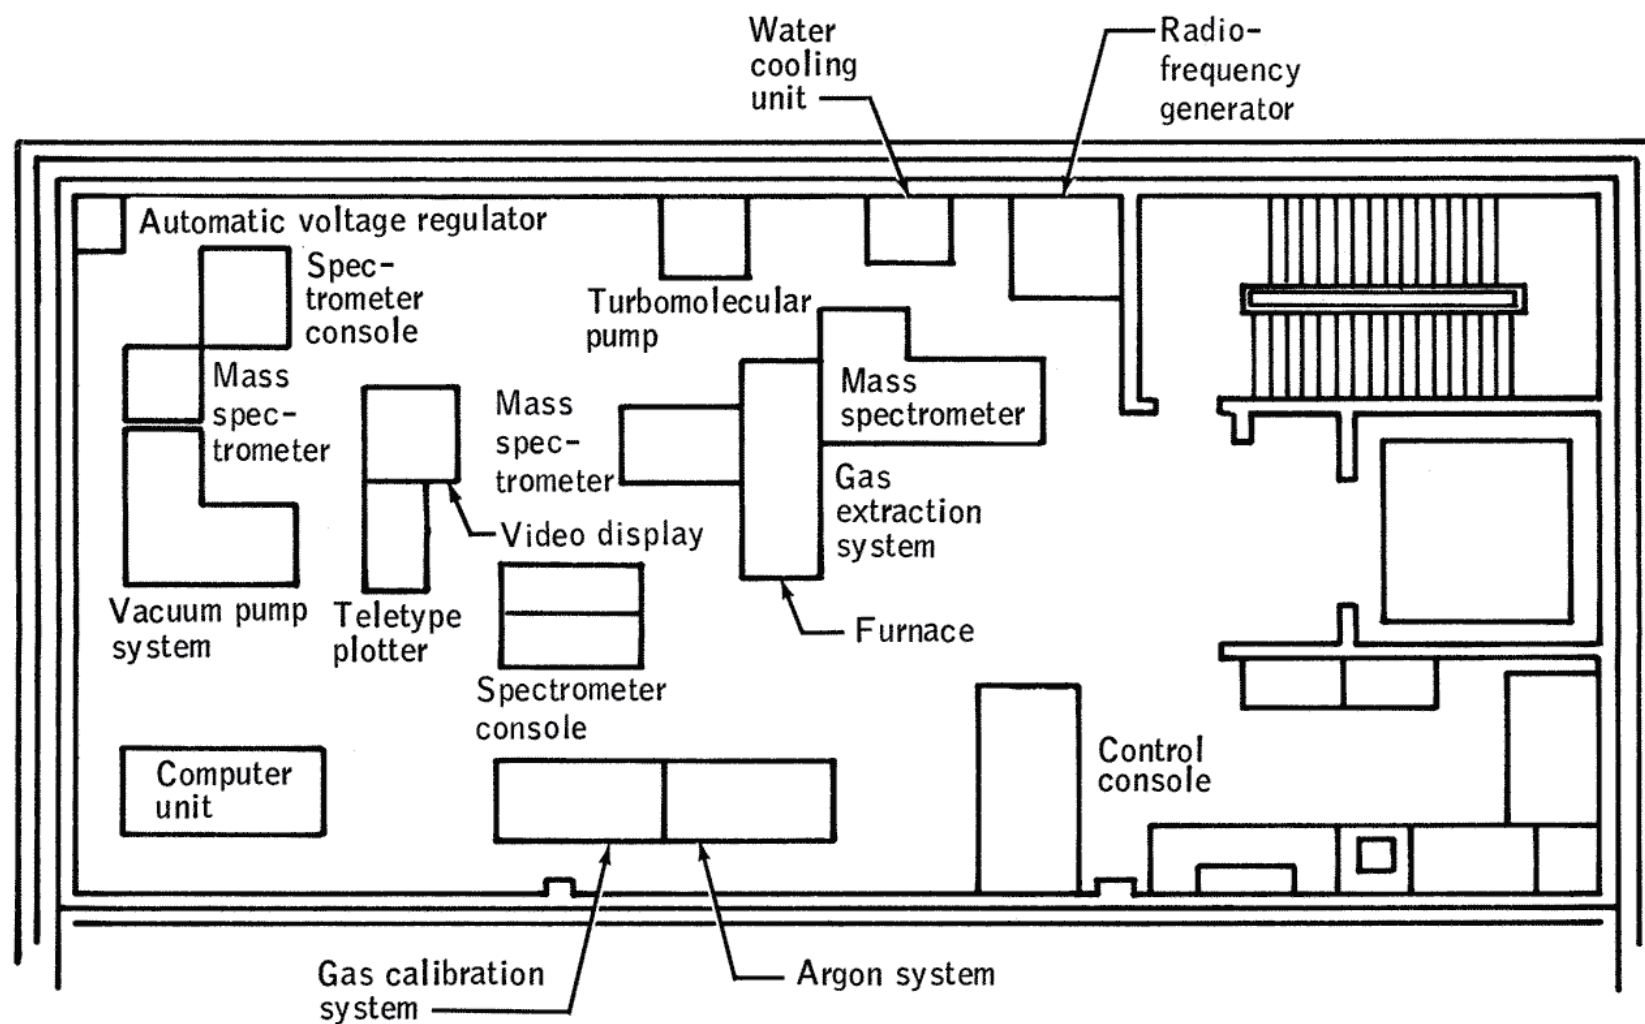 Water
cooling
unit
Radio-
frequency
generator
Automatic voltage regulator
Spec-
trometer
console
Turbomolecular
pump
Mass
spec-
trometer
Mass
spec-
trometer
Mass
spectrometer
Gas
extraction
system
Video display
Vacuum pump
system
Teletype
plotter
Furnace
Spectrometer
console
Computer
unit
Control
console
Gas calibration
system
Argon system